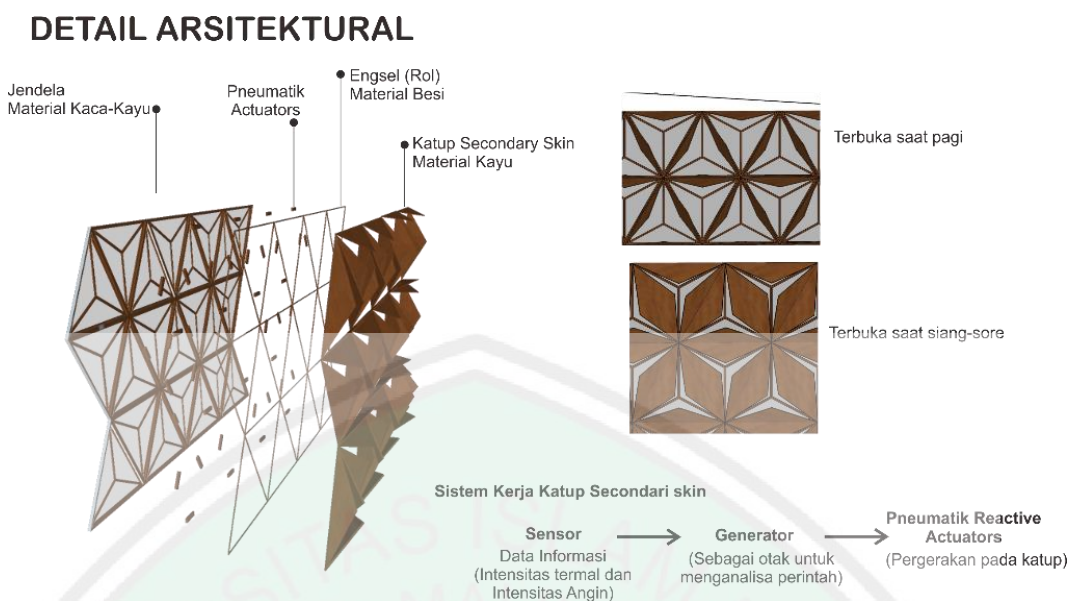 DETAIL ARSITEKTURAL
Jendela
Material Kaca-Kayu
Pneumatik
Actuators
Engsel (Rol)
Material Besi
Katup Secondary Skin
Material Kayu
Terbuka saat pagi
Terbuka saat siang-sore
Sistem Kerja Katup Secondari skin
Sensor
Data Informasi
(Intensitas termal dan
Intensitas Angin)
Generator
(Sebagai otak untuk
menganalisa perintah)
Pneumatik Reactive
Actuators
(Pergerakan pada katup)